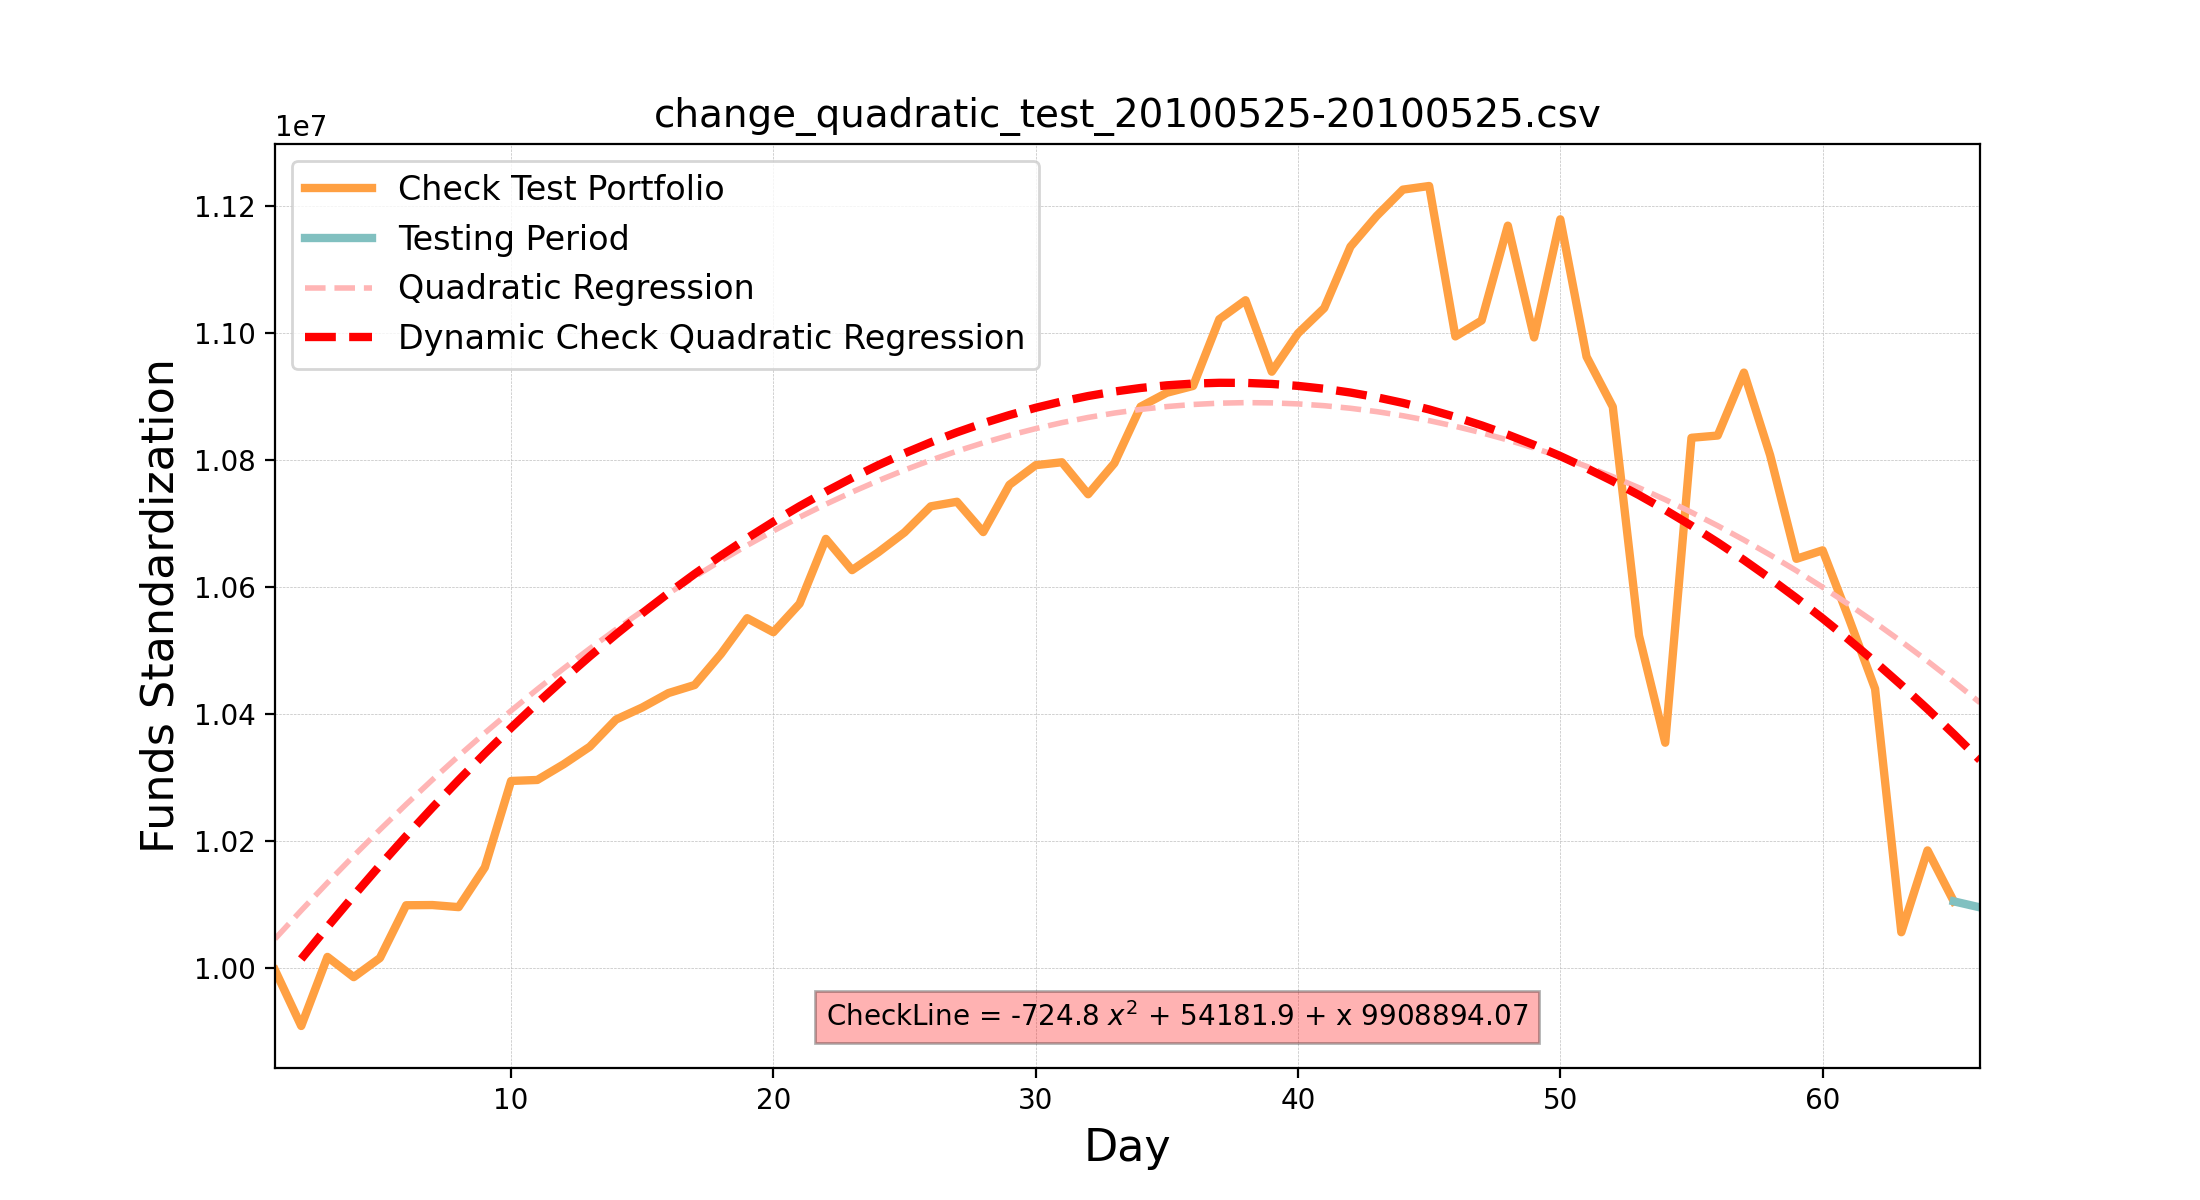 change_quadratic_test_20100525-20100525.csv
1e7
Check Test Portfolio
Testing Period
Quadratic Regression
Dynamic Check Quadratic Regression
1.12
1.10
1.08
1.06
1.04
1.02
1.00
Funds Standardization
CheckLine = -724.8 x² + 54181.9 + x 9908894.07
10 20 30 40 50 60
Day